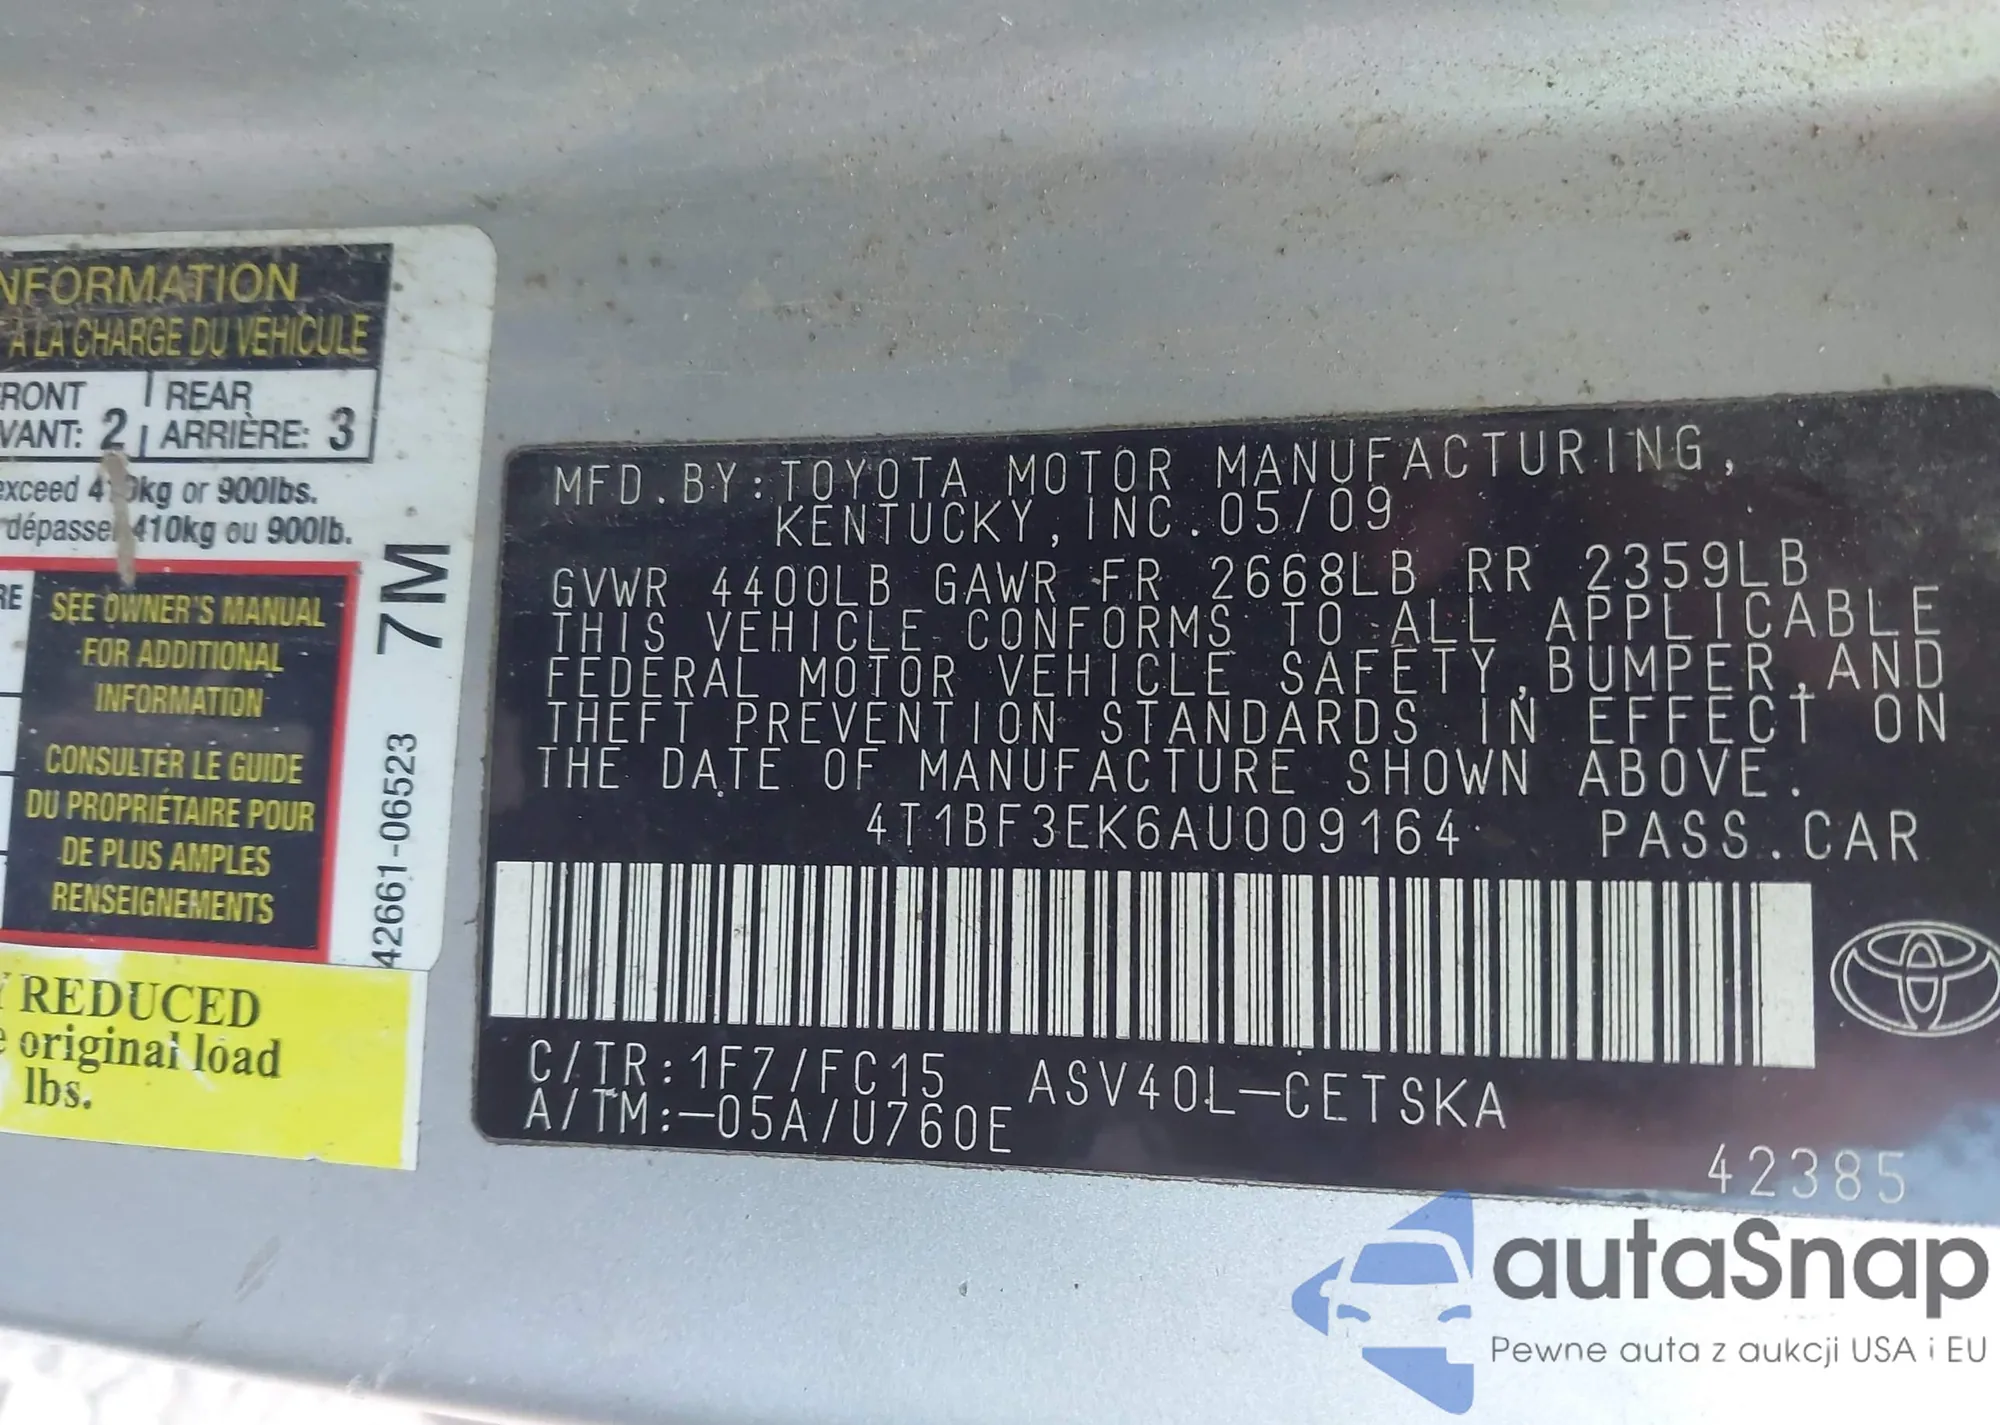 NFORMATION
À LA CHARGE DU VÉHICULE
RONT
VANT: 2
REAR
ARRIÈRE: 3
exceed kg or 900lbs.
dépasser 410kg ou 900lb.
RE
SEE OWNER'S MANUAL
FOR ADDITIONAL
INFORMATION
CONSULTER LE GUIDE
DU PROPRIÉTAIRE POUR
DE PLUS AMPLES
RENSEIGNEMENTS
7M
42661-06523
Y REDUCED
e original load
lbs.
MFD.BY:TOYOTA MOTOR MANUFACTURING,
KENTUCKY,INC.05/09
GVWR 4400LB GAWR FR 2668LB RR 2359LB
THIS VEHICLE CONFORMS TO ALL APPLICABLE
FEDERAL MOTOR VEHICLE SAFETY,BUMPER,AND
THEFT PREVENTION STANDARDS IN EFFECT ON
THE DATE OF MANUFACTURE SHOWN ABOVE.
4T1BF3EK6AU009164 PASS.CAR
C/TR:1F7/FC15 ASV40L-CETSKA
A/TM:-05A/U760E
42385
autaSnap
Pewne auta z aukcji USA i EU